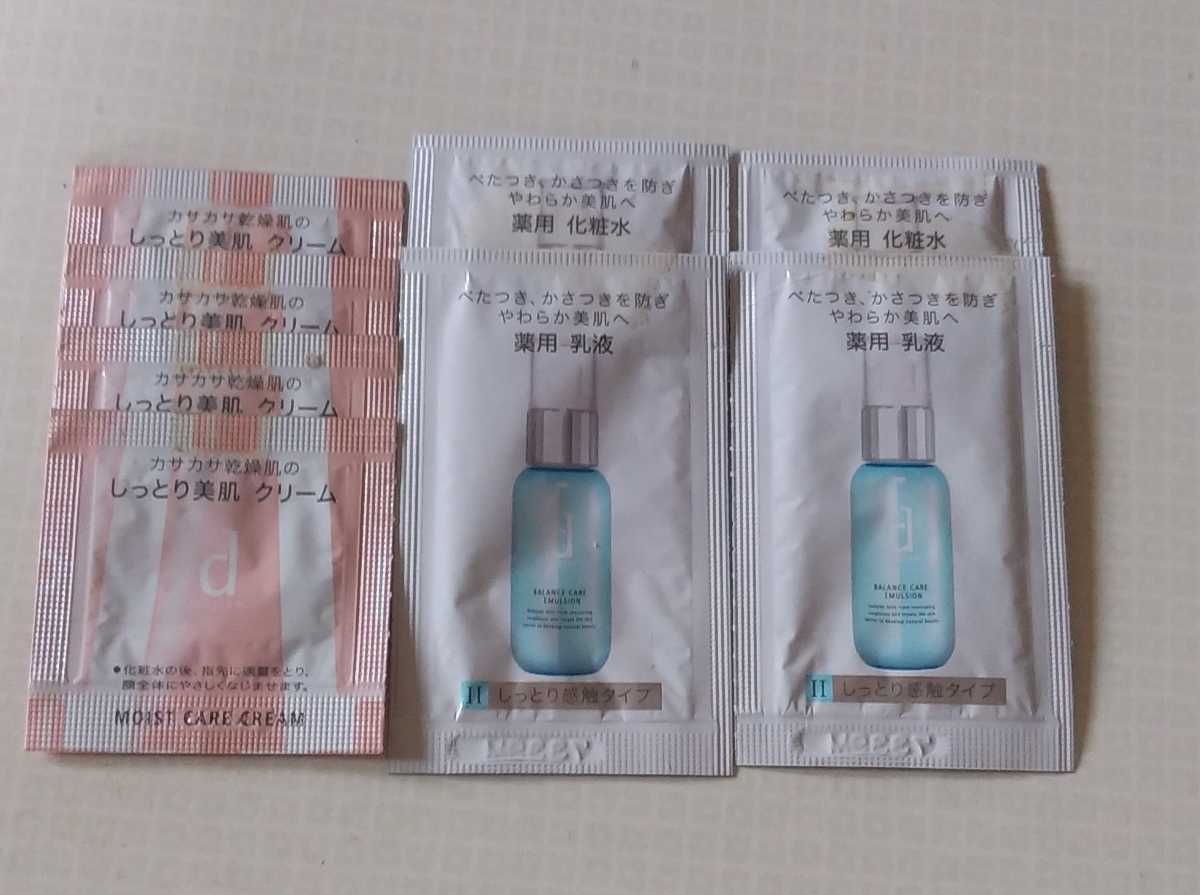 カサカサ乾燥肌の
しっとり美肌 クリーム
カサカサ乾燥肌の
しっとり美肌 クリーム
カサカサ乾燥肌の
しっとり美肌 クリーム
カサカサ乾燥肌の
しっとり美肌 クリーム
d
●化粧水の後、指先に適量をとり、
顔全体にやさしくなじませます。
MOIST CARE CREAM
べたつき、かさつきを防ぎ
やわらか美肌へ
薬用 化粧水
べたつき、かさつきを防ぎ
やわらか美肌へ
薬用 乳液
d
BALANCE CARE
EMULSION
II しっとり感触タイプ
べたつき、かさつきを防ぎ
やわらか美肌へ
薬用 化粧水
べたつき、かさつきを防ぎ
やわらか美肌へ
薬用 乳液
d
BALANCE CARE
EMULSION
II しっとり感触タイプ